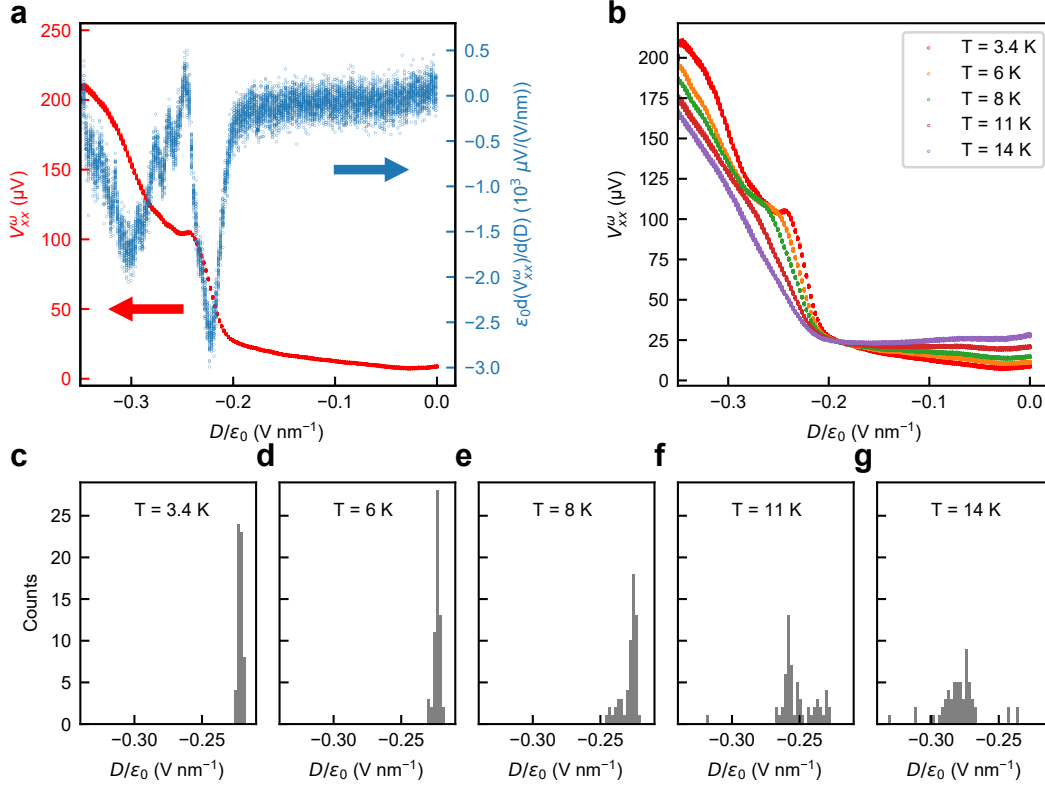 a
250
200
150
100
50
0
V_xx^ω (µV)
−0.3
−0.2
−0.1
0.0
D/ε₀ (V nm⁻¹)
0.5
0.0
−0.5
−1.0
−1.5
−2.0
−2.5
−3.0
ε₀d(V_xx^ω)/d(D) (10³ µV/(V/nm))
b
200
175
150
125
100
75
50
25
0
V_xx^ω (µV)
−0.3
−0.2
−0.1
0.0
D/ε₀ (V nm⁻¹)
T = 3.4 K
T = 6 K
T = 8 K
T = 11 K
T = 14 K
c
T = 3.4 K
25
20
15
10
5
0
Counts
−0.30
−0.25
D/ε₀ (V nm⁻¹)
d
T = 6 K
−0.30
−0.25
D/ε₀ (V nm⁻¹)
e
T = 8 K
−0.30
−0.25
D/ε₀ (V nm⁻¹)
f
T = 11 K
−0.30
−0.25
D/ε₀ (V nm⁻¹)
g
T = 14 K
−0.30
−0.25
D/ε₀ (V nm⁻¹)